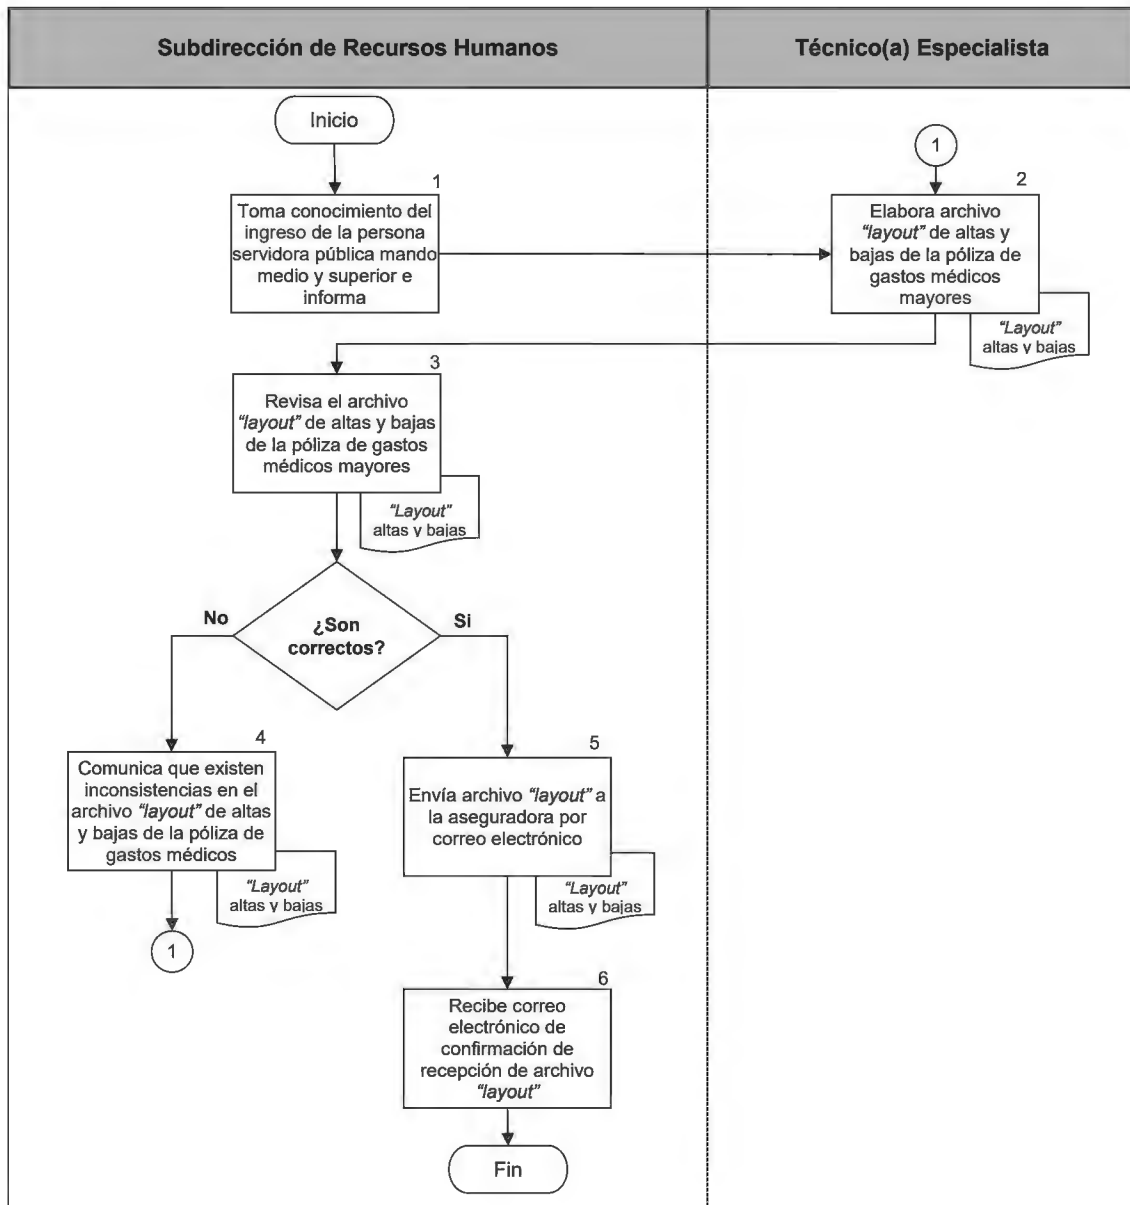 Subdirección de Recursos Humanos
Técnico(a) Especialista
Inicio
1
1
Toma conocimiento del
ingreso de la persona
servidora pública mando
medio y superior e
informa
2
Elabora archivo
"layout" de altas y
bajas de la póliza de
gastos médicos
mayores
"Layout"
altas y bajas
3
Revisa el archivo
"layout" de altas y bajas
de la póliza de gastos
médicos mayores
"Layout"
altas y bajas
¿Son
correctos?
No
Si
4
Comunica que existen
inconsistencias en el
archivo "layout" de altas
y bajas de la póliza de
gastos médicos
"Layout"
altas y bajas
1
5
Envía archivo "layout" a
la aseguradora por
correo electrónico
"Layout"
altas y bajas
6
Recibe correo
electrónico de
confirmación de
recepción de archivo
"layout"
Fin